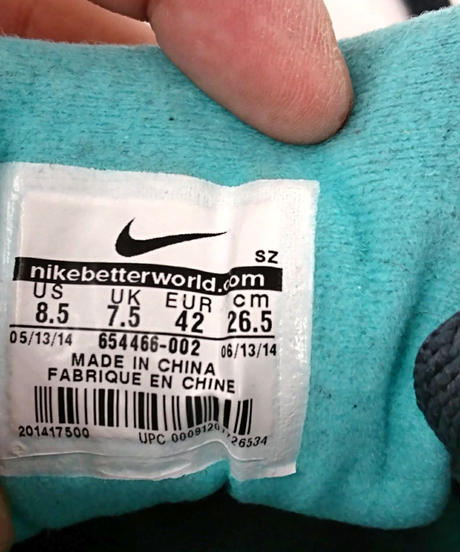 SZ
nikebetterworld.com
US UK EUR cm
8.5 7.5 42 26.5
05/13/14 654466-002 06/13/14
MADE IN CHINA
FABRIQUE EN CHINE
201417500 UPC